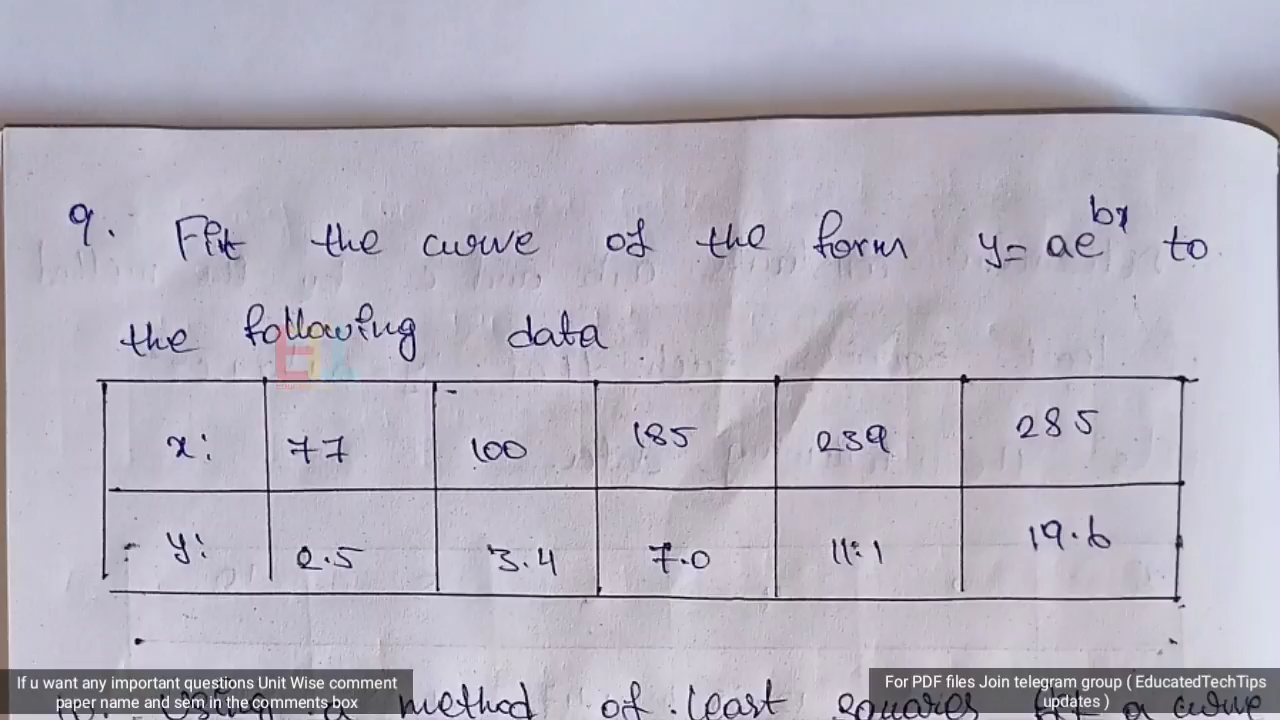 9. Fit the curve of the form y= ae^bx to
the following data
x: 77 100 185 239 285
y: 2.5 3.4 7.0 11.1 19.6
method of least squares fit a curve
If u want any important questions Unit Wise comment
paper name and sem in the comments box
For PDF files Join telegram group ( EducatedTechTips
updates )